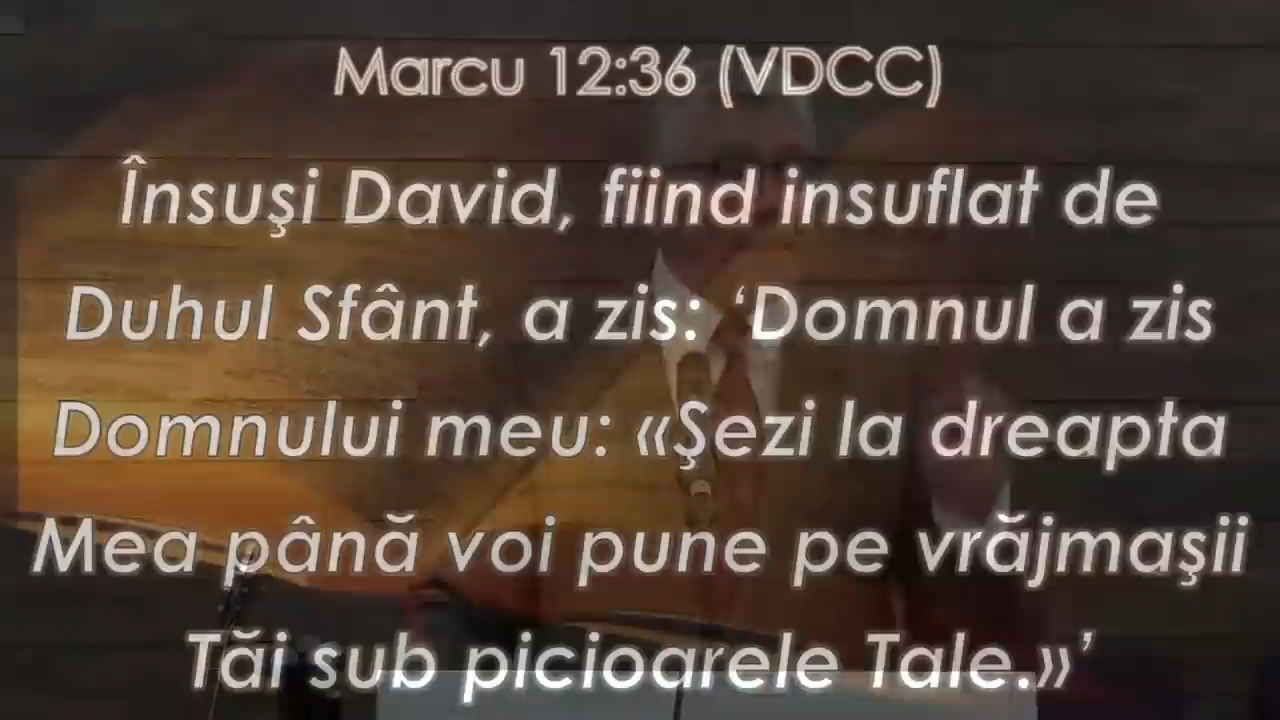 Marcu 12:36 (VDCC)
Însuşi David, fiind insuflat de
Duhul Sfânt, a zis: ‘Domnul a zis
Domnului meu: «Şezi la dreapta
Mea până voi pune pe vrăjmaşii
Tăi sub picioarele Tale.»’